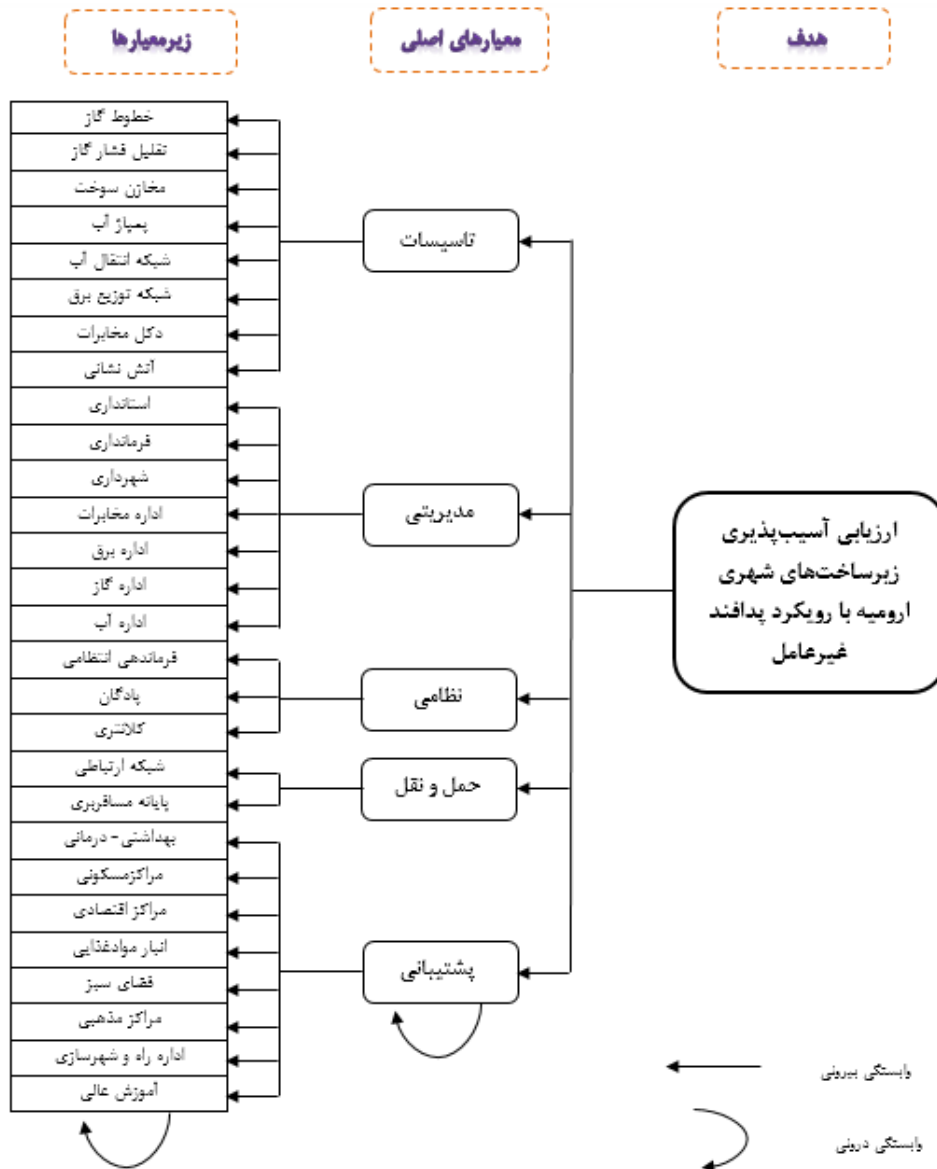 هدف
معیارهای اصلی
زیرمعیارها
ارزیابی آسیب‌پذیری
زیرساخت‌های شهری
ارومیه با رویکرد پدافند
غیرعامل
تاسیسات
مدیریتی
نظامی
حمل و نقل
پشتیبانی
خطوط گاز
تقلیل فشار گاز
مخازن سوخت
پمپاژ آب
شبکه انتقال آب
شبکه توزیع برق
دکل مخابرات
آتش نشانی
استانداری
فرمانداری
شهرداری
اداره مخابرات
اداره برق
اداره گاز
اداره آب
فرماندهی انتظامی
پادگان
کلانتری
شبکه ارتباطی
پایانه مسافربری
بهداشتی - درمانی
مراکزمسکونی
مراکز اقتصادی
انبار موادغذایی
فضای سبز
مراکز مذهبی
اداره راه و شهرسازی
آموزش عالی
وابستگی بیرونی
وابستگی درونی